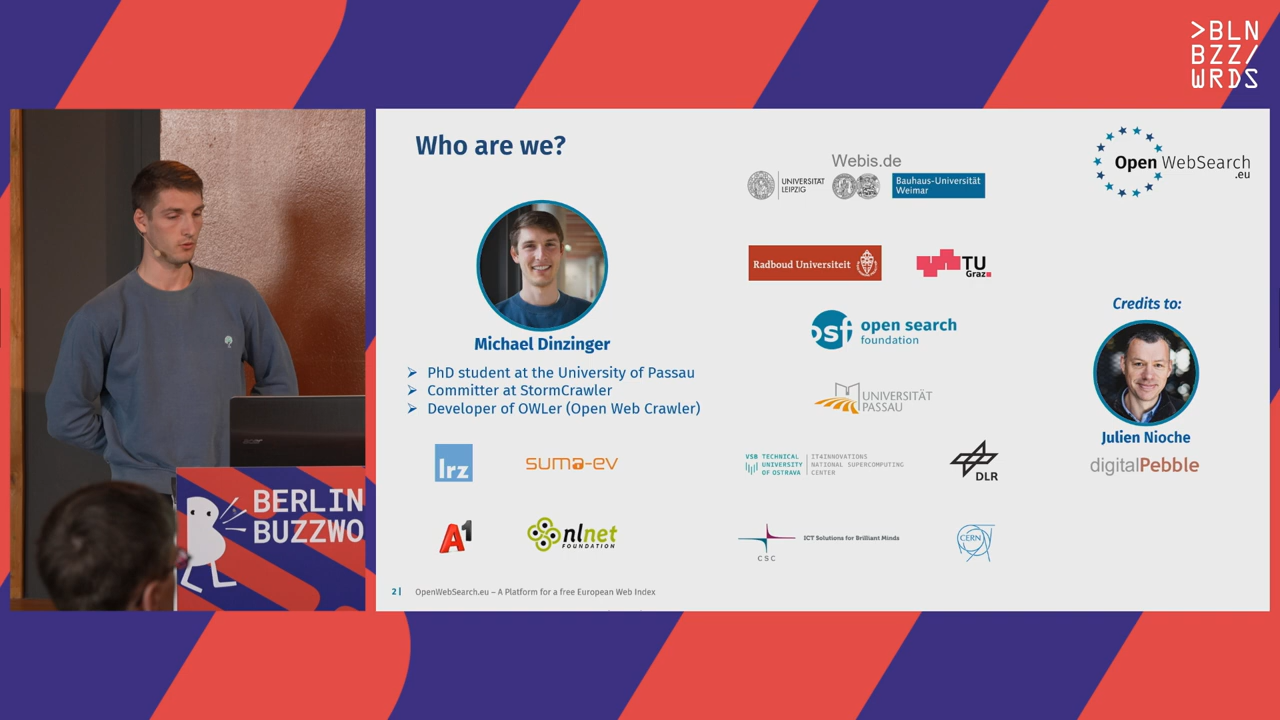 >BLN
BZZ/
WRDS
Who are we?
Open WebSearch
.eu
Webis.de
UNIVERSITÄT
LEIPZIG
Bauhaus-Universität
Weimar
Radboud Universiteit
TU
Graz
osf open search
foundation
Michael Dinzinger
➢ PhD student at the University of Passau
➢ Committer at StormCrawler
➢ Developer of OWLer (Open Web Crawler)
UNIVERSITÄT
PASSAU
Credits to:
Julien Nioche
digitalPebble
lrz
suma-ev
VSB TECHNICAL
UNIVERSITY
OF OSTRAVA
IT4INNOVATIONS
NATIONAL SUPERCOMPUTING
CENTER
DLR
A1
nlnet
FOUNDATION
CSC
ICT Solutions for Brilliant Minds
CERN
2 |
OpenWebSearch.eu – A Platform for a free European Web Index
BERLIN
BUZZWO